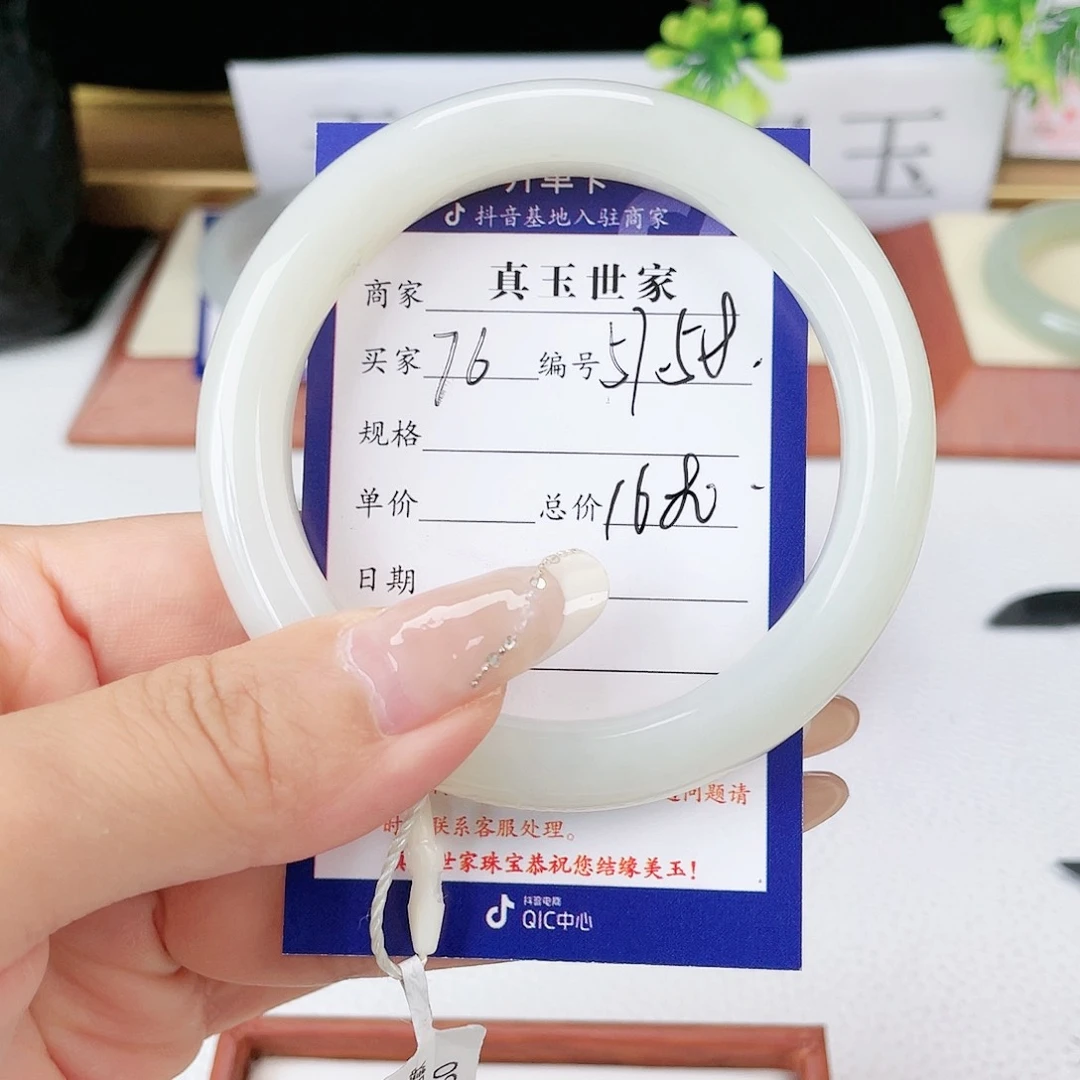 玉
开单卡
抖音基地入驻商家
商家 真玉世家
买家 76 编号 5758.
规格
单价 总价 1680 -
日期
问题请
时 联系客服处理。
世家珠宝恭祝您结缘美玉!
抖音电商
QIC中心